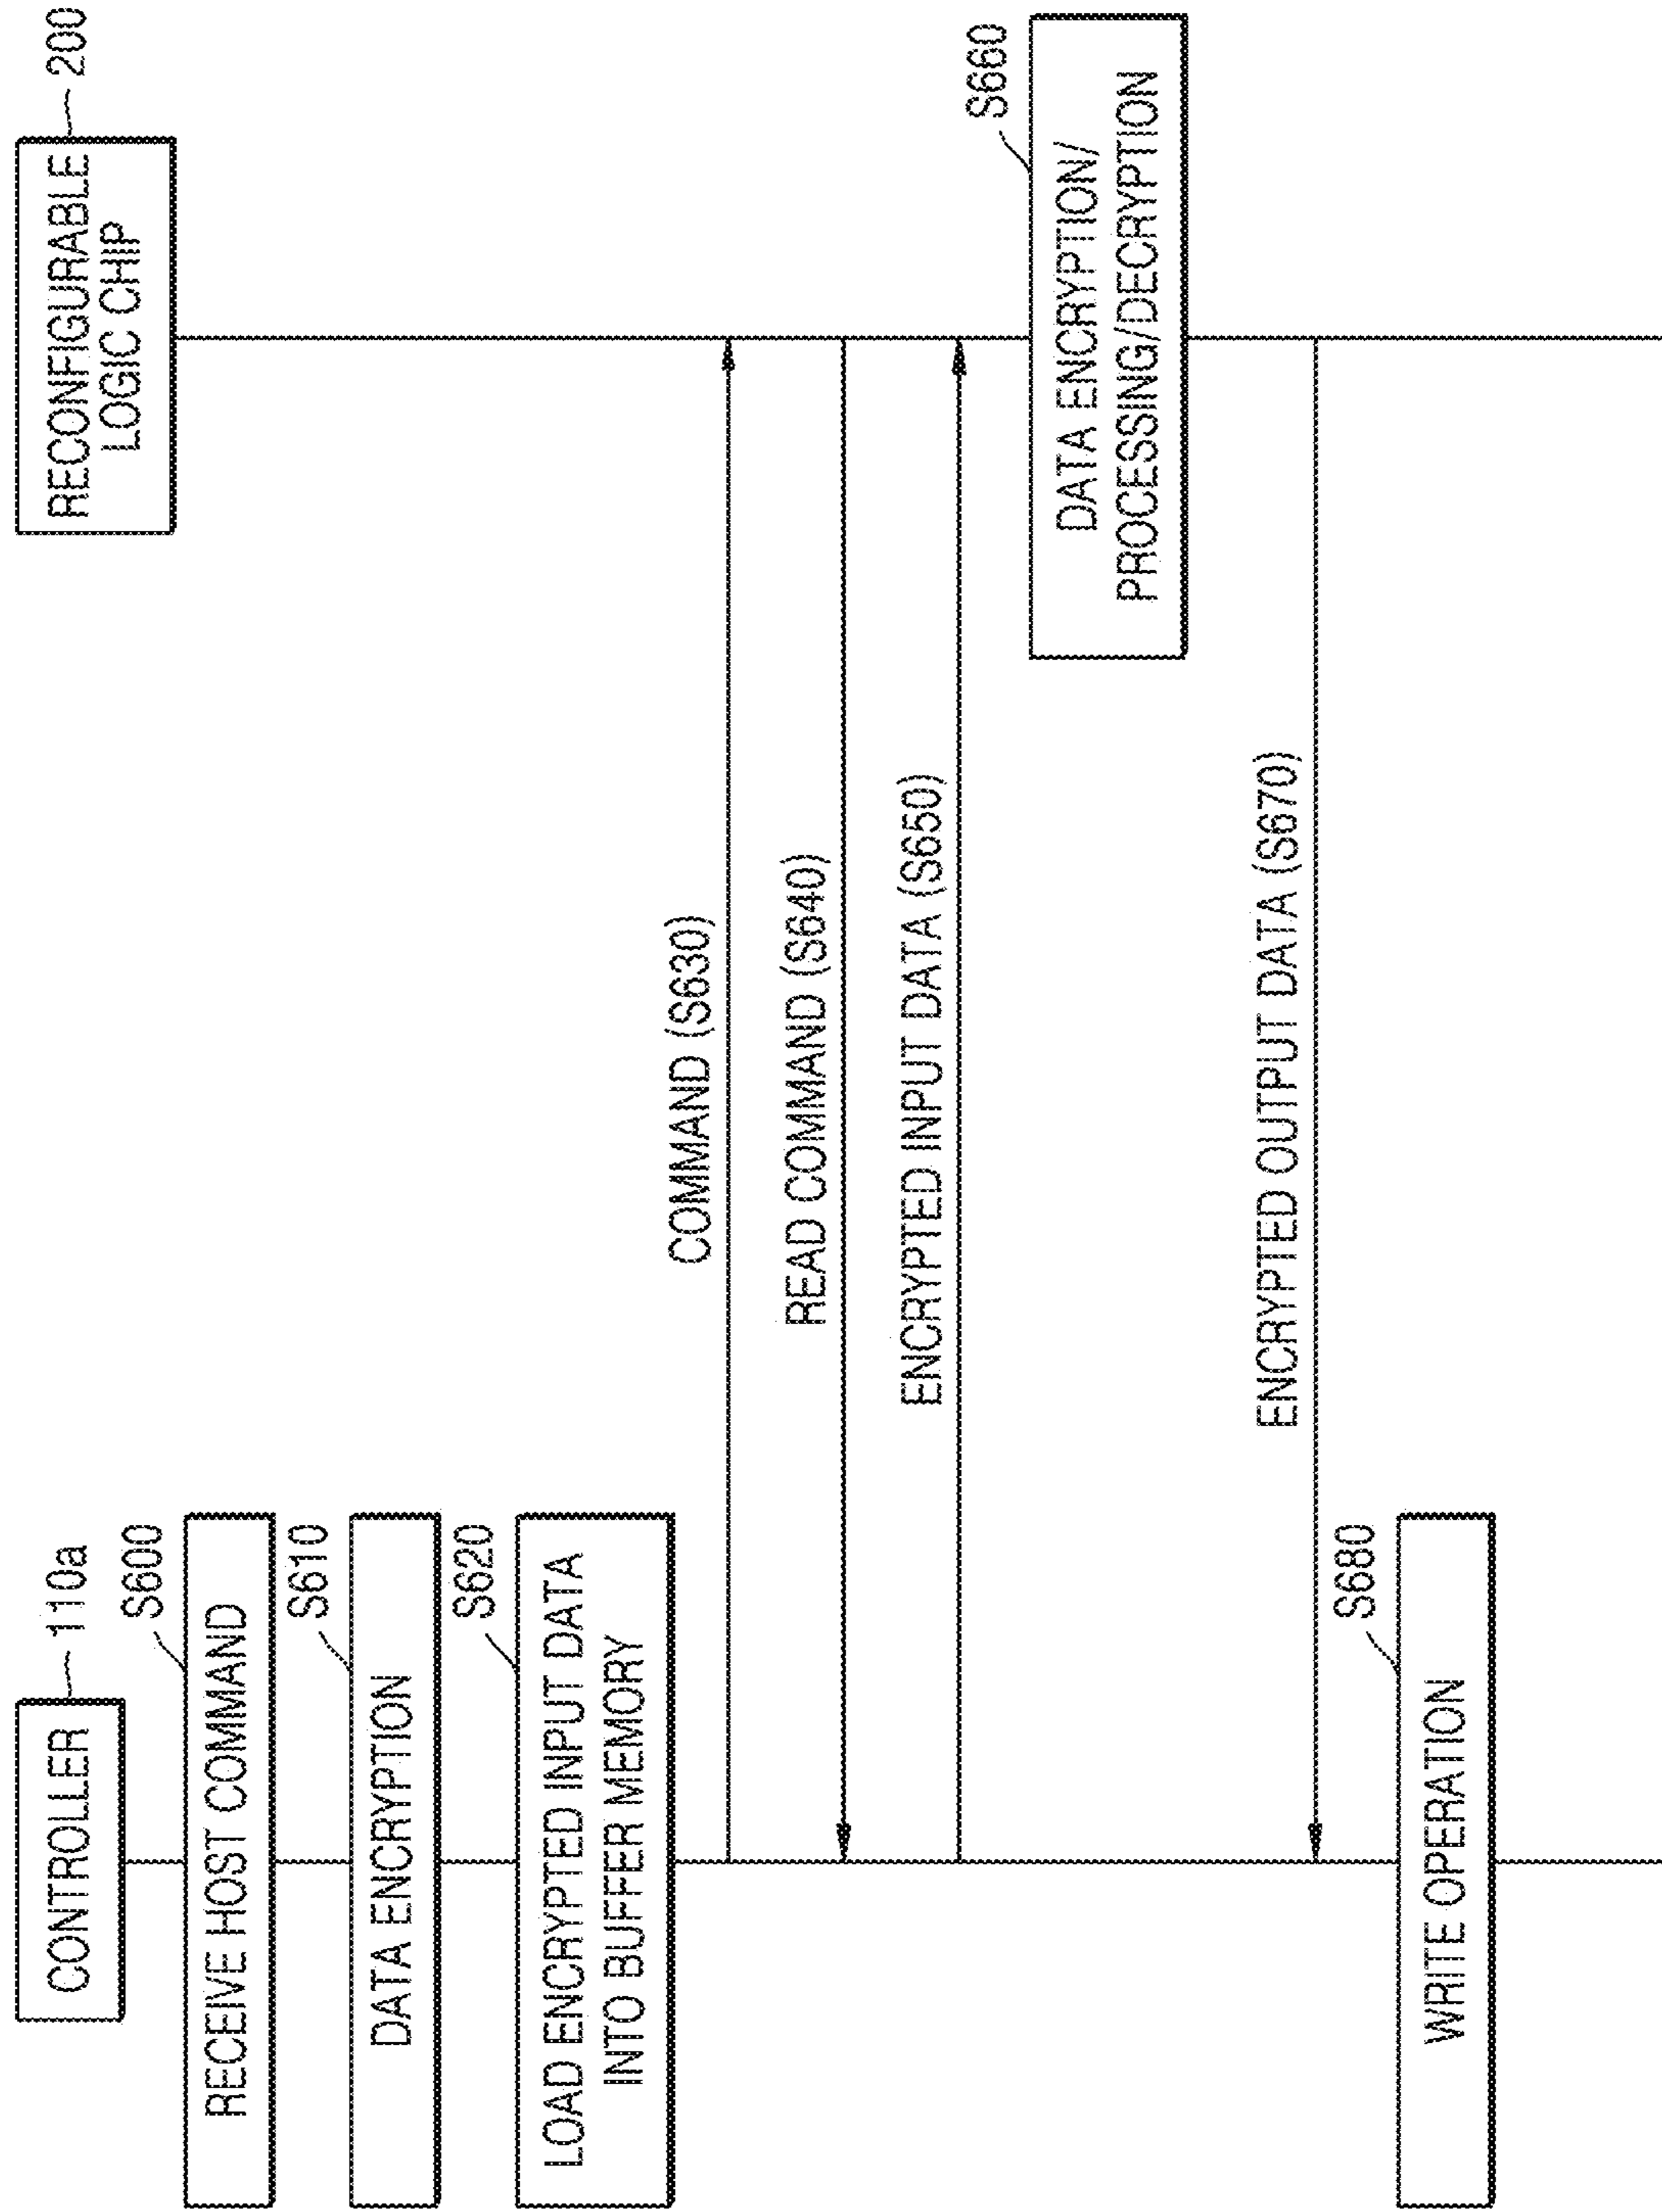 CONTROLLER
110a
RECONFIGURABLE
LOGIC CHIP
200
S600
RECEIVE HOST COMMAND
S610
DATA ENCRYPTION
S620
LOAD ENCRYPTED INPUT DATA
INTO BUFFER MEMORY
COMMAND (S630)
READ COMMAND (S640)
ENCRYPTED INPUT DATA (S650)
S660
DATA ENCRYPTION/
PROCESSING/DECRYPTION
ENCRYPTED OUTPUT DATA (S670)
S680
WRITE OPERATION